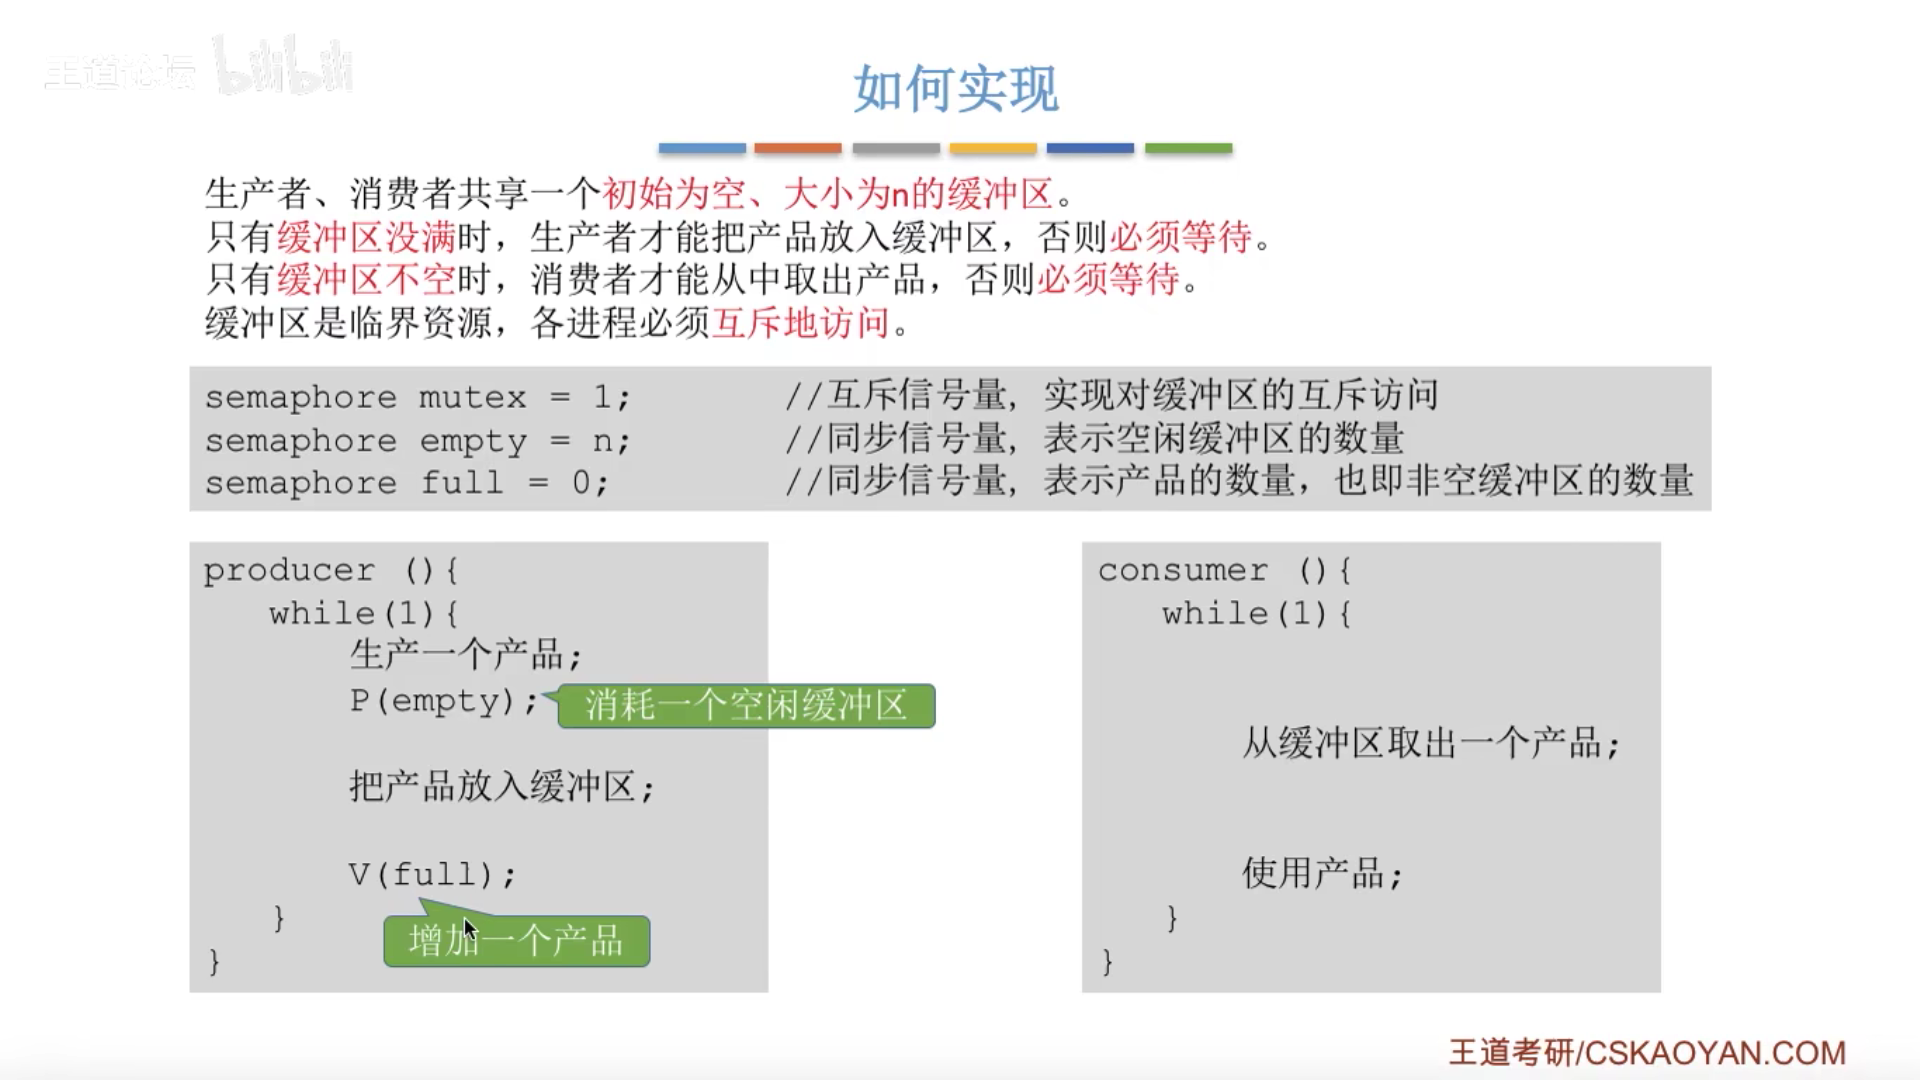 王道论坛 bilibili
如何实现
生产者、消费者共享一个初始为空、大小为n的缓冲区。
只有缓冲区没满时，生产者才能把产品放入缓冲区，否则必须等待。
只有缓冲区不空时，消费者才能从中取出产品，否则必须等待。
缓冲区是临界资源，各进程必须互斥地访问。
semaphore mutex = 1; //互斥信号量，实现对缓冲区的互斥访问
semaphore empty = n; //同步信号量，表示空闲缓冲区的数量
semaphore full = 0; //同步信号量，表示产品的数量，也即非空缓冲区的数量
producer (){
while(1){
生产一个产品;
P(empty);
消耗一个空闲缓冲区
把产品放入缓冲区;
V(full);
增加一个产品
}
}
consumer (){
while(1){
从缓冲区取出一个产品;
使用产品;
}
}
王道考研/CSKAOYAN.COM